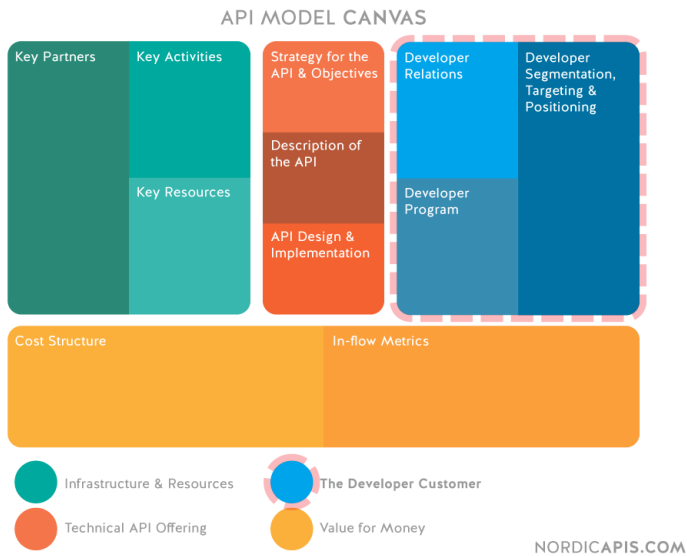 API MODEL CANVAS
Key Partners
Key Activities
Key Resources
Strategy for the
API & Objectives
Description of
the API
API Design &
Implementation
Developer
Relations
Developer
Program
Developer
Segmentation,
Targeting &
Positioning
Cost Structure
In-flow Metrics
Infrastructure & Resources
The Developer Customer
Technical API Offering
Value for Money
NORDICAPIS.COM